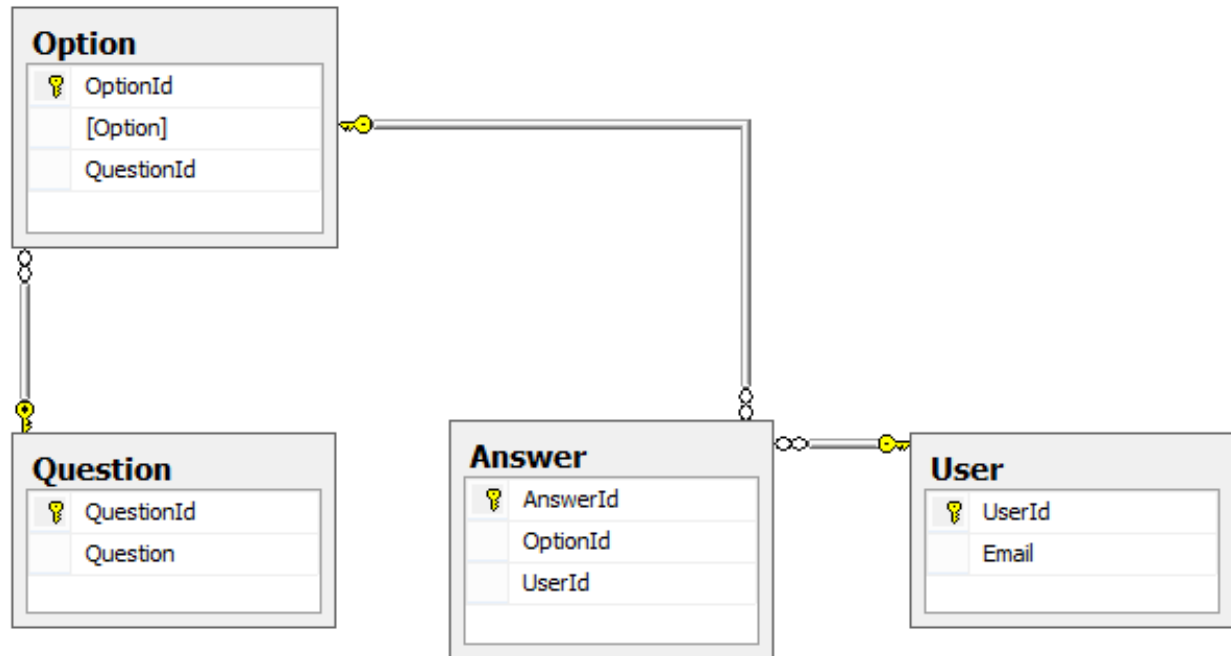 Option
OptionId
[Option]
QuestionId
Question
QuestionId
Question
Answer
AnswerId
OptionId
UserId
User
UserId
Email